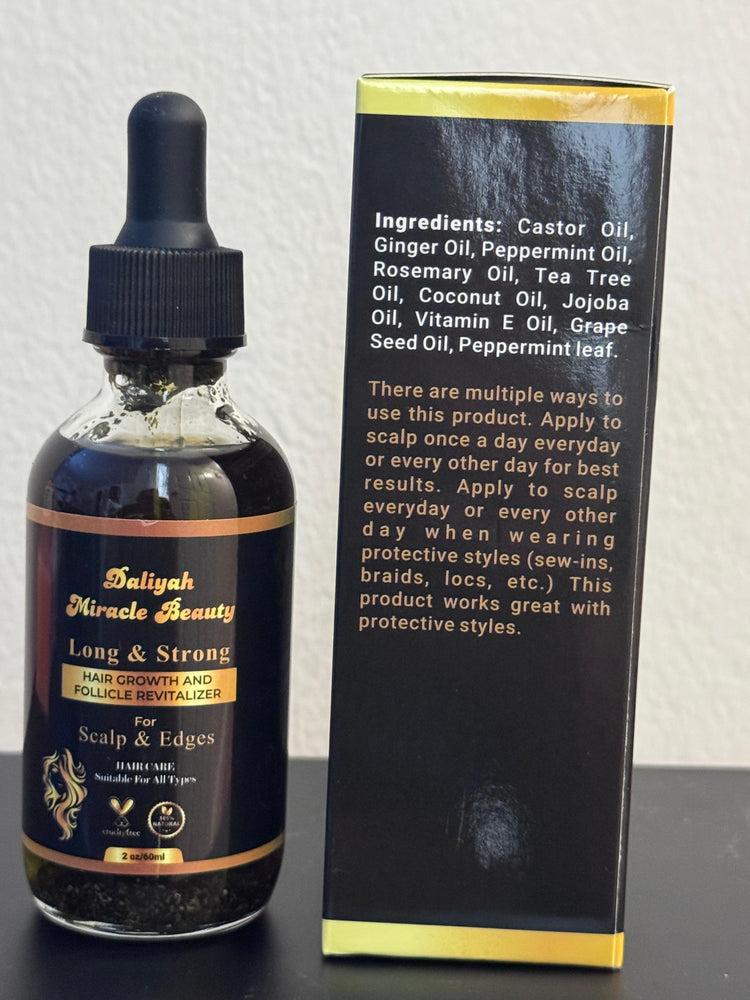 Daliyah
Miracle Beauty
Long & Strong
HAIR GROWTH AND
FOLLICLE REVITALIZER
For
Scalp & Edges
HAIR CARE
Suitable For All Types
crueltyfree
100%
NATURAL
2 oz/60ml
Ingredients: Castor Oil,
Ginger Oil, Peppermint Oil,
Rosemary Oil, Tea Tree
Oil, Coconut Oil, Jojoba
Oil, Vitamin E Oil, Grape
Seed Oil, Peppermint leaf.
There are multiple ways to
use this product. Apply to
scalp once a day everyday
or every other day for best
results. Apply to scalp
everyday or every other
day when wearing
protective styles (sew-ins,
braids, locs, etc.) This
product works great with
protective styles.